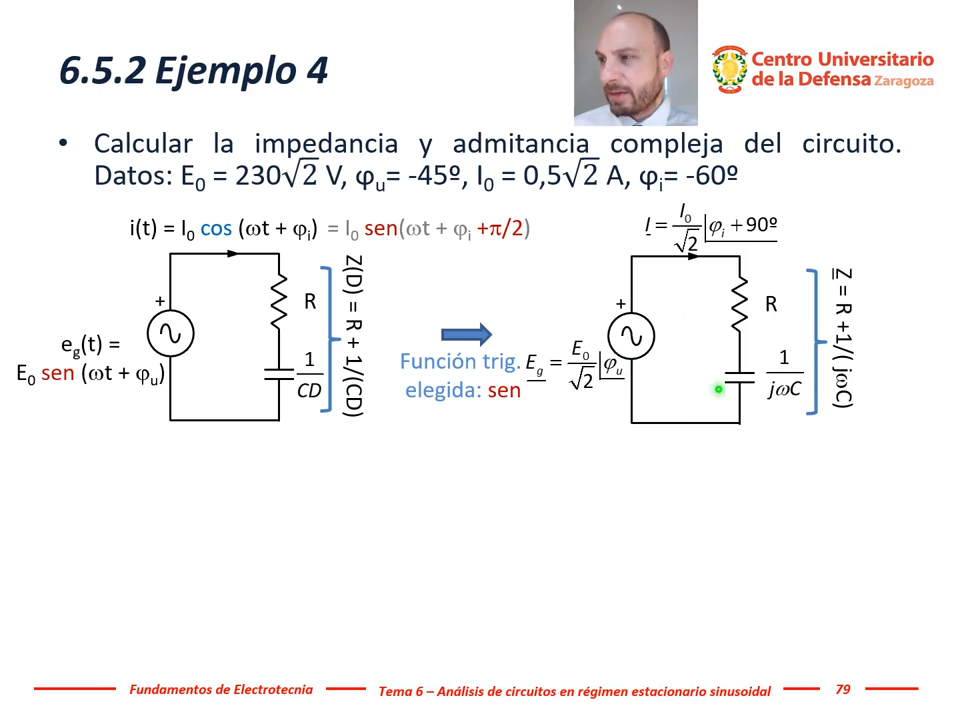 6.5.2 Ejemplo 4
Centro Universitario
de la Defensa Zaragoza
• Calcular la impedancia y admitancia compleja del circuito.
Datos: E₀ = 230√2 V, φᵤ= -45º, I₀ = 0,5√2 A, φᵢ= -60º
i(t) = I₀ cos (ωt + φᵢ) = I₀ sen(ωt + φᵢ +π/2)
I = I₀/√2 |φᵢ + 90º
+
R
1/CD
Z(D) = R + 1/(CD)
e_g(t) =
E₀ sen (ωt + φᵤ)
Función trig.
elegida: sen
E_g = E₀/√2 |φᵤ
+
R
1/jωC
Z = R +1/( jωC)
Fundamentos de Electrotecnia
Tema 6 – Análisis de circuitos en régimen estacionario sinusoidal
79